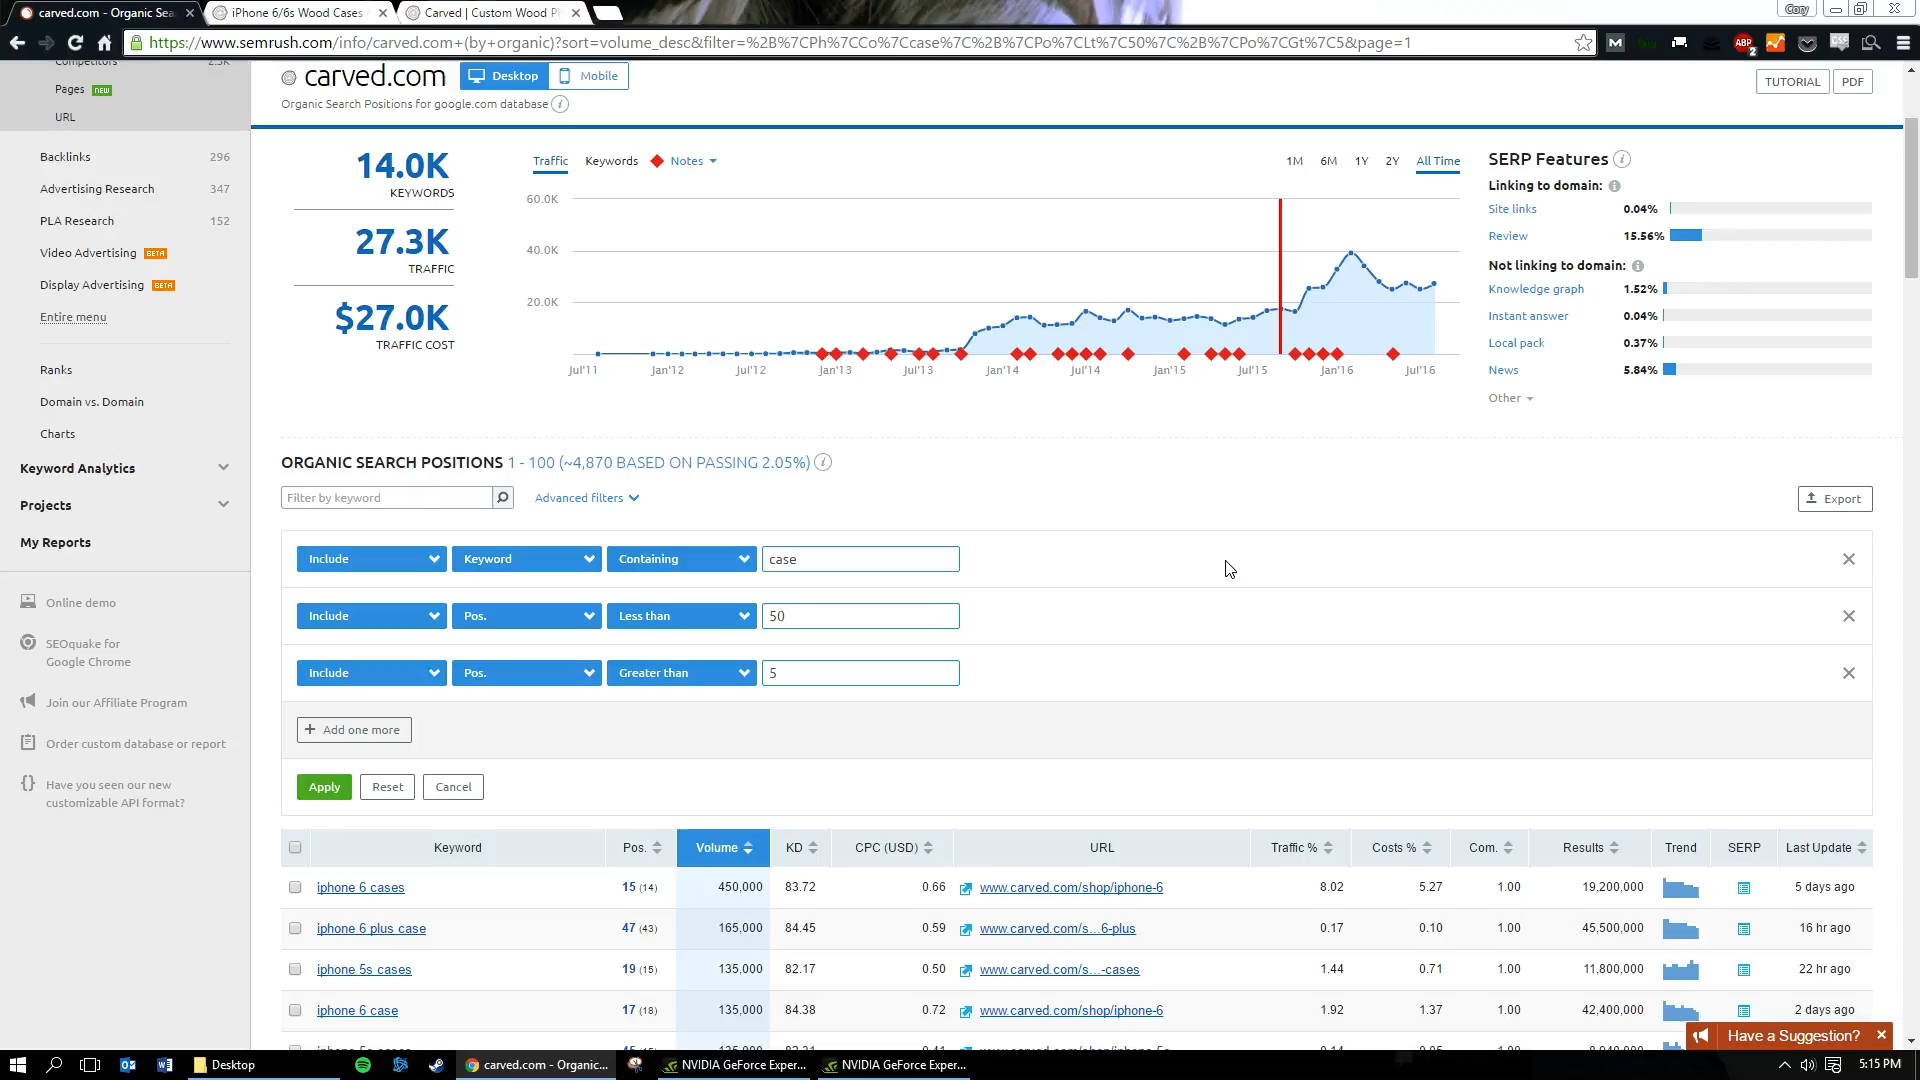 carved.com - Organic Sea
iPhone 6/6s Wood Cases
Carved | Custom Wood Ph
Cory
https://www.semrush.com/info/carved.com+(by+organic)?sort=volume_desc&filter=%2B%7CPh%7CCo%7Ccase%7C%2B%7CPo%7CLt%7C50%7C%2B%7CPo%7CGt%7C5&page=1
M
ABP
2
Competitors 2.3K
Pages new
URL
Backlinks 296
Advertising Research 347
PLA Research 152
Video Advertising BETA
Display Advertising BETA
Entire menu
Ranks
Domain vs. Domain
Charts
Keyword Analytics
Projects
My Reports
Online demo
SEOquake for
Google Chrome
Join our Affiliate Program
Order custom database or report
Have you seen our new
customizable API format?
carved.com Desktop Mobile
TUTORIAL PDF
Organic Search Positions for google.com database
14.0K
KEYWORDS
27.3K
TRAFFIC
$27.0K
TRAFFIC COST
Traffic Keywords Notes 1M 6M 1Y 2Y All Time
60.0K
40.0K
20.0K
Jul'11 Jan'12 Jul'12 Jan'13 Jul'13 Jan'14 Jul'14 Jan'15 Jul'15 Jan'16 Jul'16
SERP Features
Linking to domain:
Site links 0.04%
Review 15.56%
Not linking to domain:
Knowledge graph 1.52%
Instant answer 0.04%
Local pack 0.37%
News 5.84%
Other
ORGANIC SEARCH POSITIONS 1 - 100 (~4,870 BASED ON PASSING 2.05%)
Filter by keyword Advanced filters Export
Include Keyword Containing case
Include Pos. Less than 50
Include Pos. Greater than 5
+ Add one more
Apply Reset Cancel
Keyword Pos. Volume KD CPC (USD) URL Traffic % Costs % Com. Results Trend SERP Last Update
iphone 6 cases 15 (14) 450,000 83.72 0.66 www.carved.com/shop/iphone-6 8.02 5.27 1.00 19,200,000 5 days ago
iphone 6 plus case 47 (43) 165,000 84.45 0.59 www.carved.com/s...6-plus 0.17 0.10 1.00 45,500,000 16 hr ago
iphone 5s cases 19 (15) 135,000 82.17 0.50 www.carved.com/s...-cases 1.44 0.71 1.00 11,800,000 22 hr ago
iphone 6 case 17 (18) 135,000 84.38 0.72 www.carved.com/shop/iphone-6 1.92 1.37 1.00 42,400,000 2 days ago
Have a Suggestion?
Desktop
carved.com - Organic...
NVIDIA GeForce Exper...
NVIDIA GeForce Exper...
5:15 PM